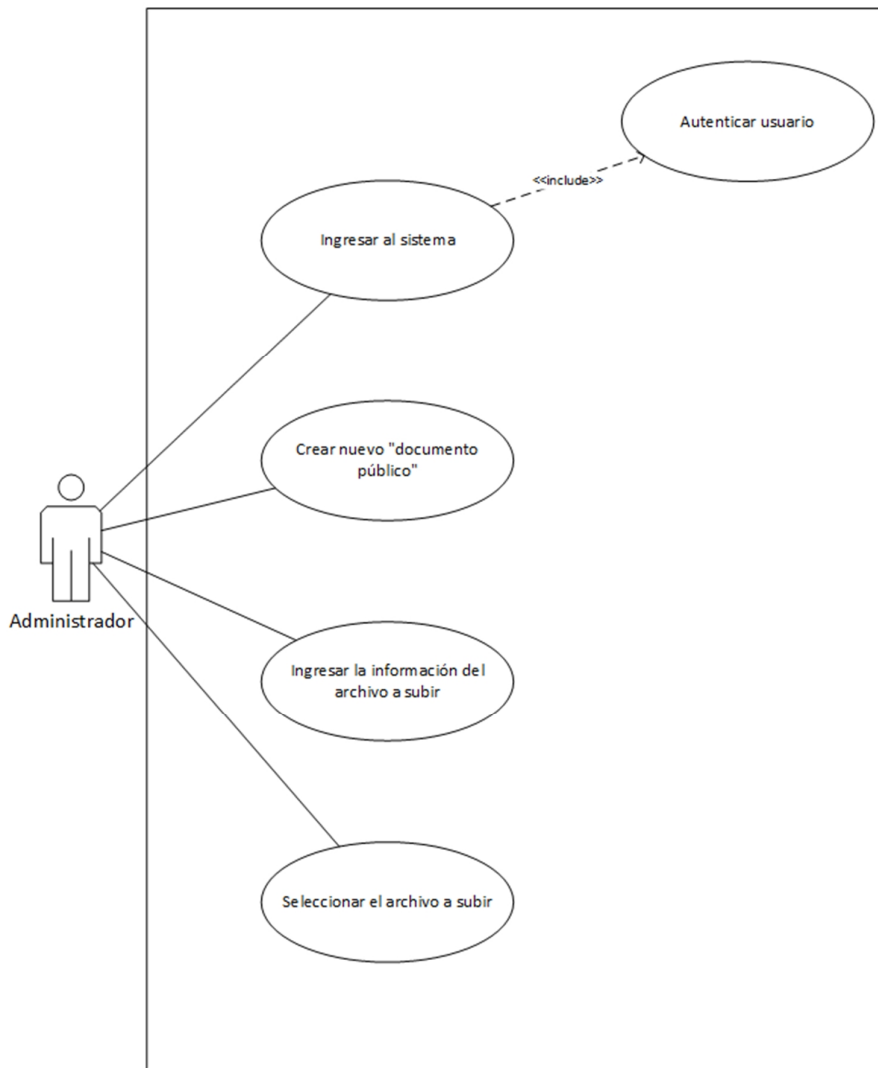 Autenticar usuario
<<include>>
Ingresar al sistema
Crear nuevo "documento
público"
Administrador
Ingresar la información del
archivo a subir
Seleccionar el archivo a subir